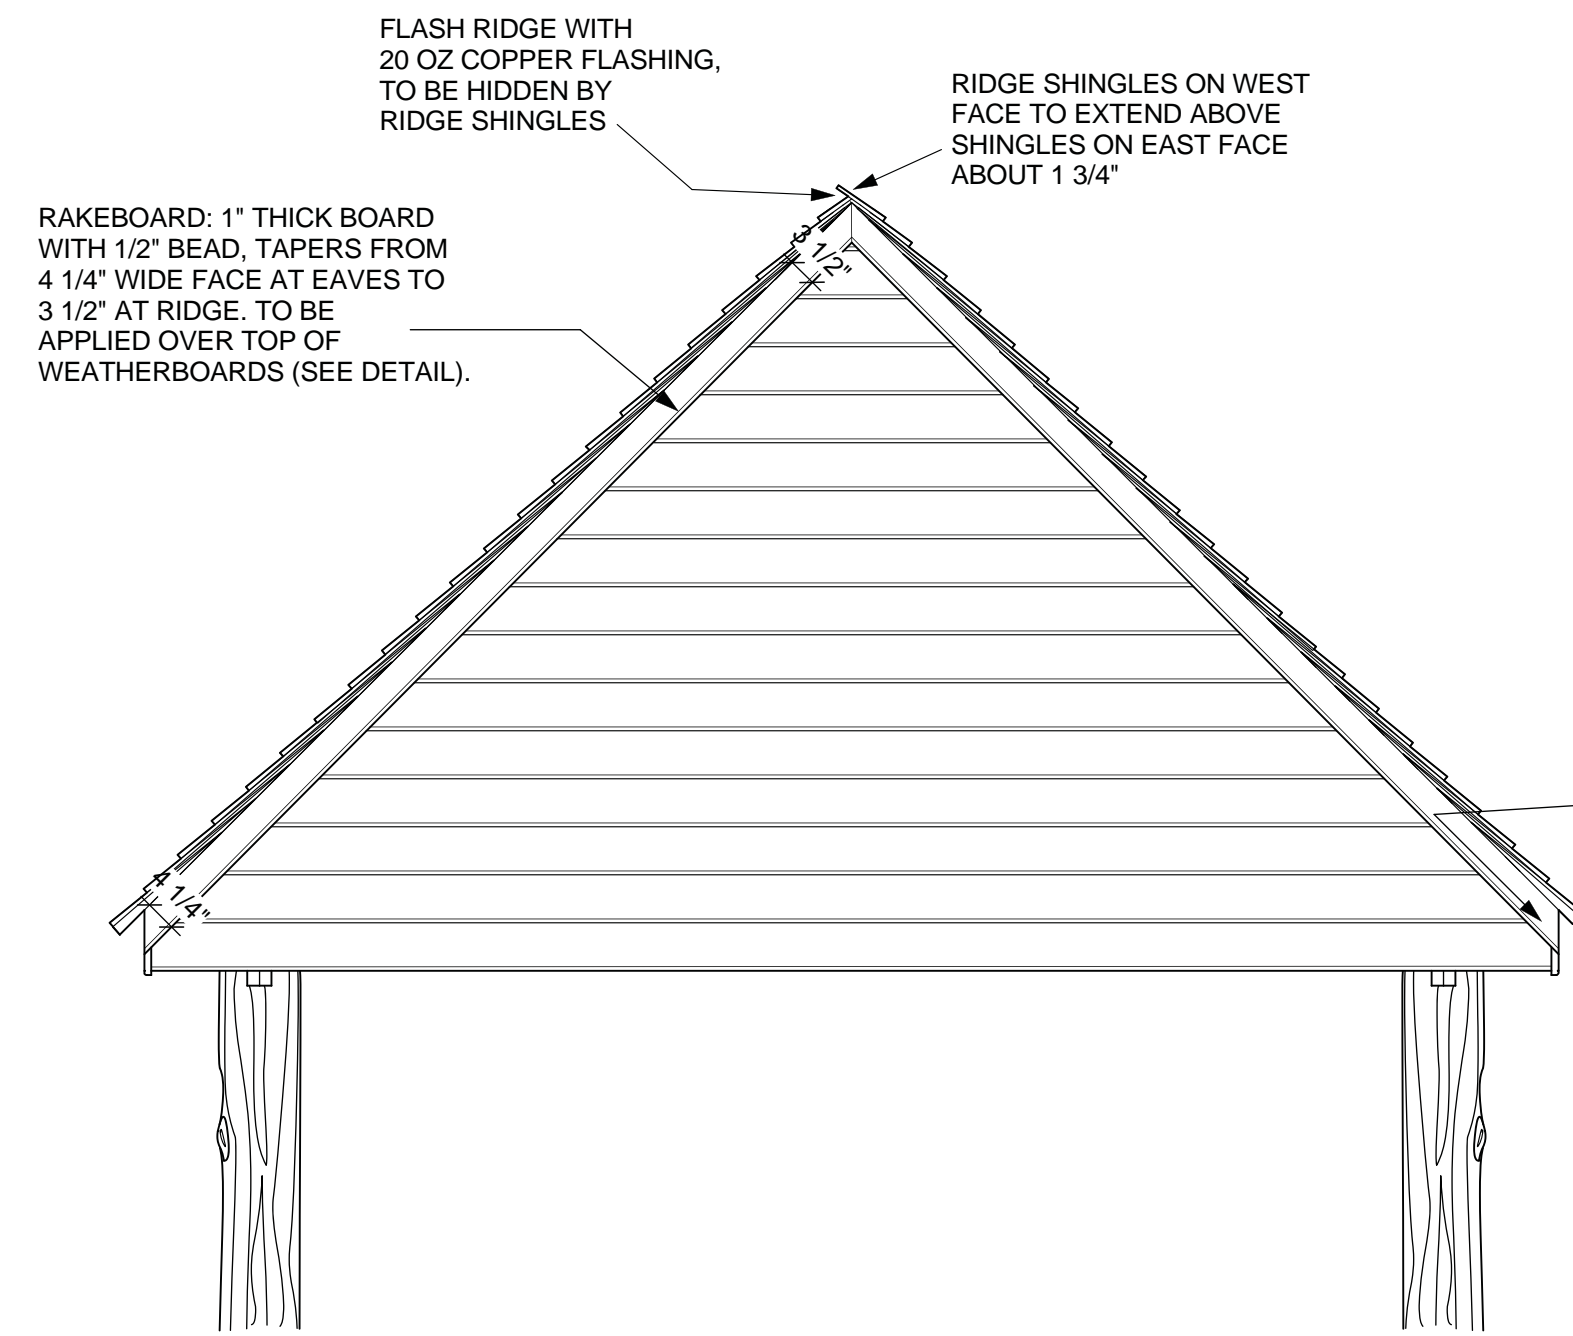 FLASH RIDGE WITH
20 OZ COPPER FLASHING,
TO BE HIDDEN BY
RIDGE SHINGLES
RIDGE SHINGLES ON WEST
FACE TO EXTEND ABOVE
SHINGLES ON EAST FACE
ABOUT 1 3/4"
RAKEBOARD: 1" THICK BOARD
WITH 1/2" BEAD, TAPERS FROM
4 1/4" WIDE FACE AT EAVES TO
3 1/2" AT RIDGE. TO BE
APPLIED OVER TOP OF
WEATHERBOARDS (SEE DETAIL).
3 1/2"
4 1/4"